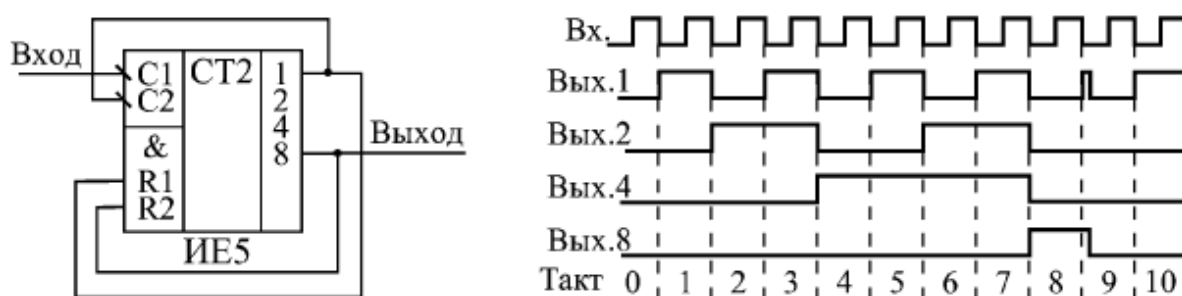 Вход
C1 CT2 1
C2 2
& 4
R1 8
R2
ИЕ5
Выход
Вх.
Вых.1
Вых.2
Вых.4
Вых.8
Такт 0 1 2 3 4 5 6 7 8 9 10